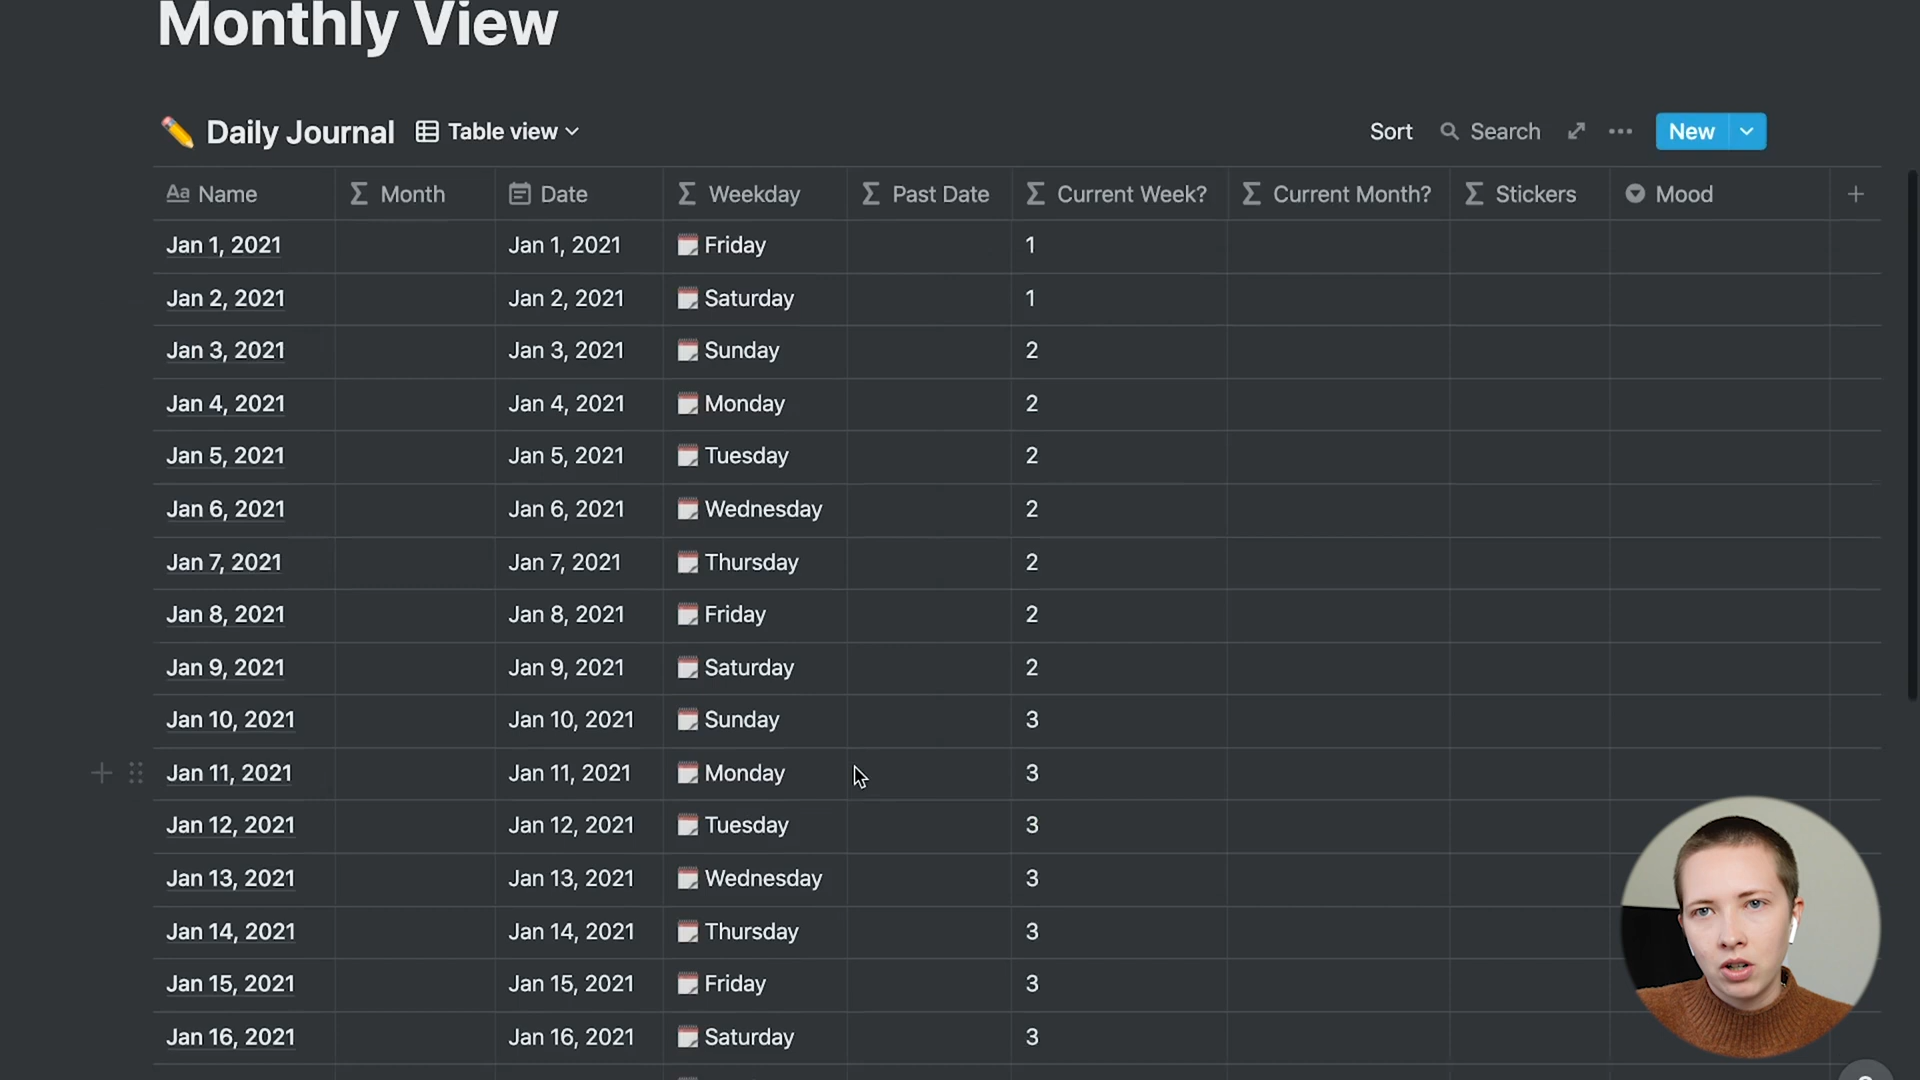 Monthly View
✏️ Daily Journal Table view Sort Search ••• New
Aa Name Σ Month Date Σ Weekday Σ Past Date Σ Current Week? Σ Current Month? Σ Stickers Mood +
Jan 1, 2021 Jan 1, 2021 Friday 1
Jan 2, 2021 Jan 2, 2021 Saturday 1
Jan 3, 2021 Jan 3, 2021 Sunday 2
Jan 4, 2021 Jan 4, 2021 Monday 2
Jan 5, 2021 Jan 5, 2021 Tuesday 2
Jan 6, 2021 Jan 6, 2021 Wednesday 2
Jan 7, 2021 Jan 7, 2021 Thursday 2
Jan 8, 2021 Jan 8, 2021 Friday 2
Jan 9, 2021 Jan 9, 2021 Saturday 2
Jan 10, 2021 Jan 10, 2021 Sunday 3
Jan 11, 2021 Jan 11, 2021 Monday 3
Jan 12, 2021 Jan 12, 2021 Tuesday 3
Jan 13, 2021 Jan 13, 2021 Wednesday 3
Jan 14, 2021 Jan 14, 2021 Thursday 3
Jan 15, 2021 Jan 15, 2021 Friday 3
Jan 16, 2021 Jan 16, 2021 Saturday 3